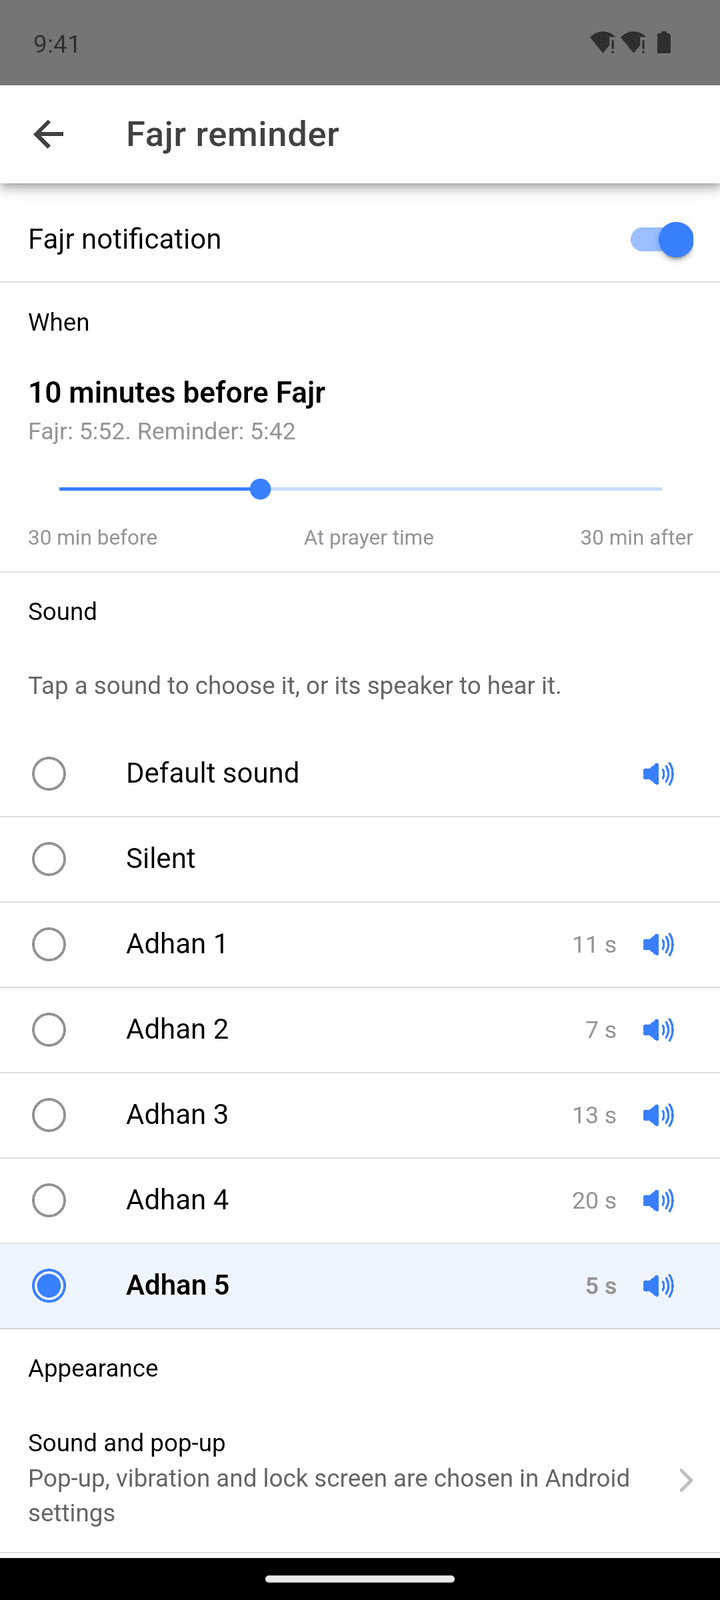 9:41
Fajr reminder
Fajr notification
When
10 minutes before Fajr
Fajr: 5:52. Reminder: 5:42
30 min before At prayer time 30 min after
Sound
Tap a sound to choose it, or its speaker to hear it.
Default sound
Silent
Adhan 1 11 s
Adhan 2 7 s
Adhan 3 13 s
Adhan 4 20 s
Adhan 5 5 s
Appearance
Sound and pop-up
Pop-up, vibration and lock screen are chosen in Android
settings